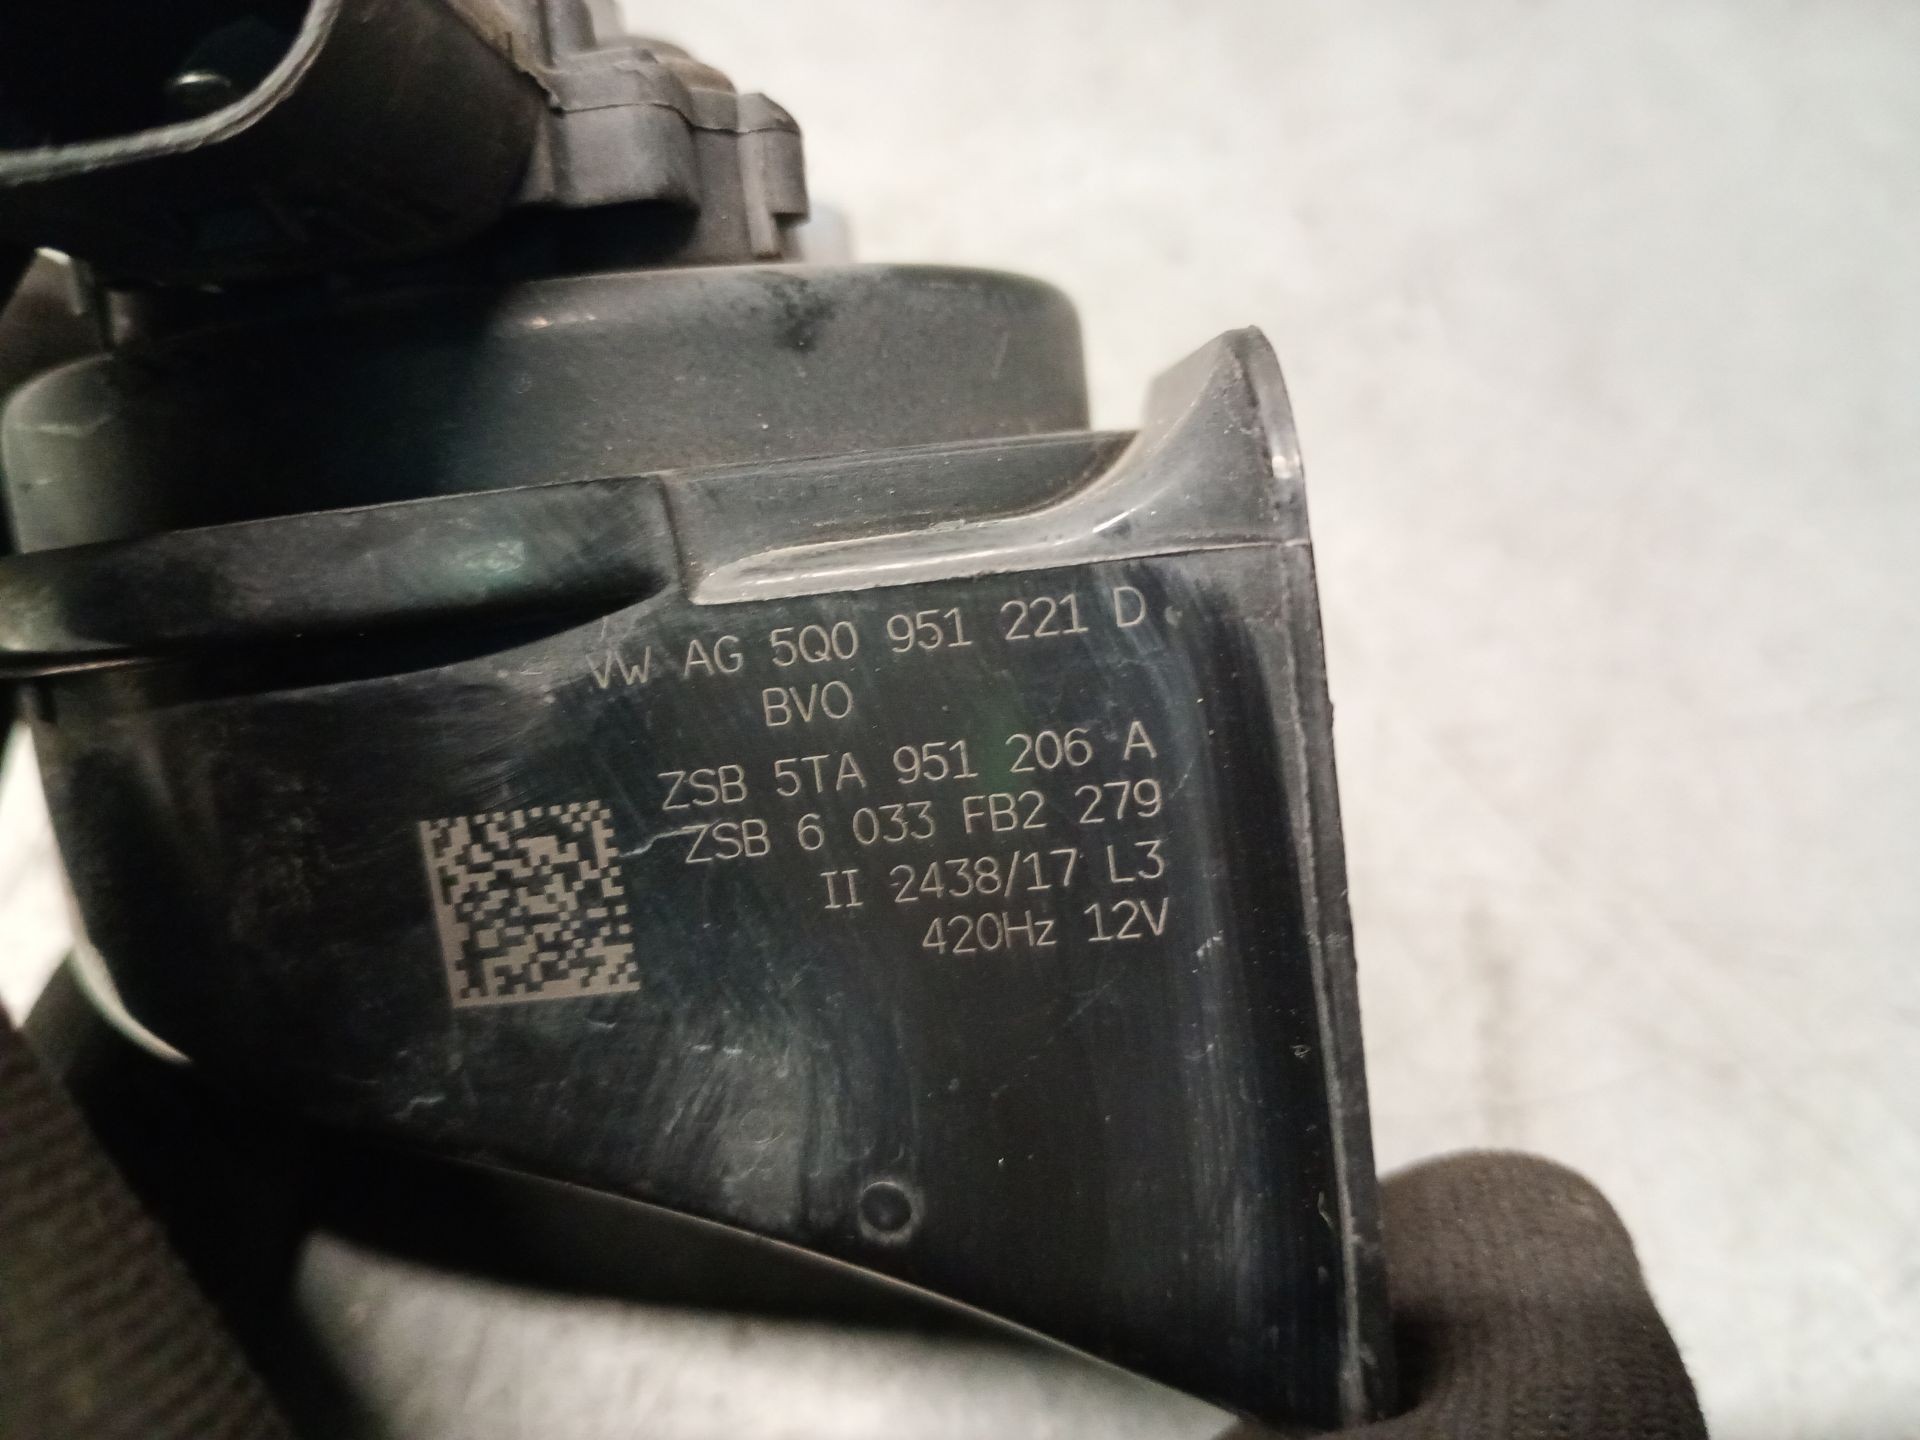 VW AG 5Q0 951 221 D
BVO
ZSB 5TA 951 206 A
ZSB 6 033 FB2 279
II 2438/17 L3
420Hz 12V